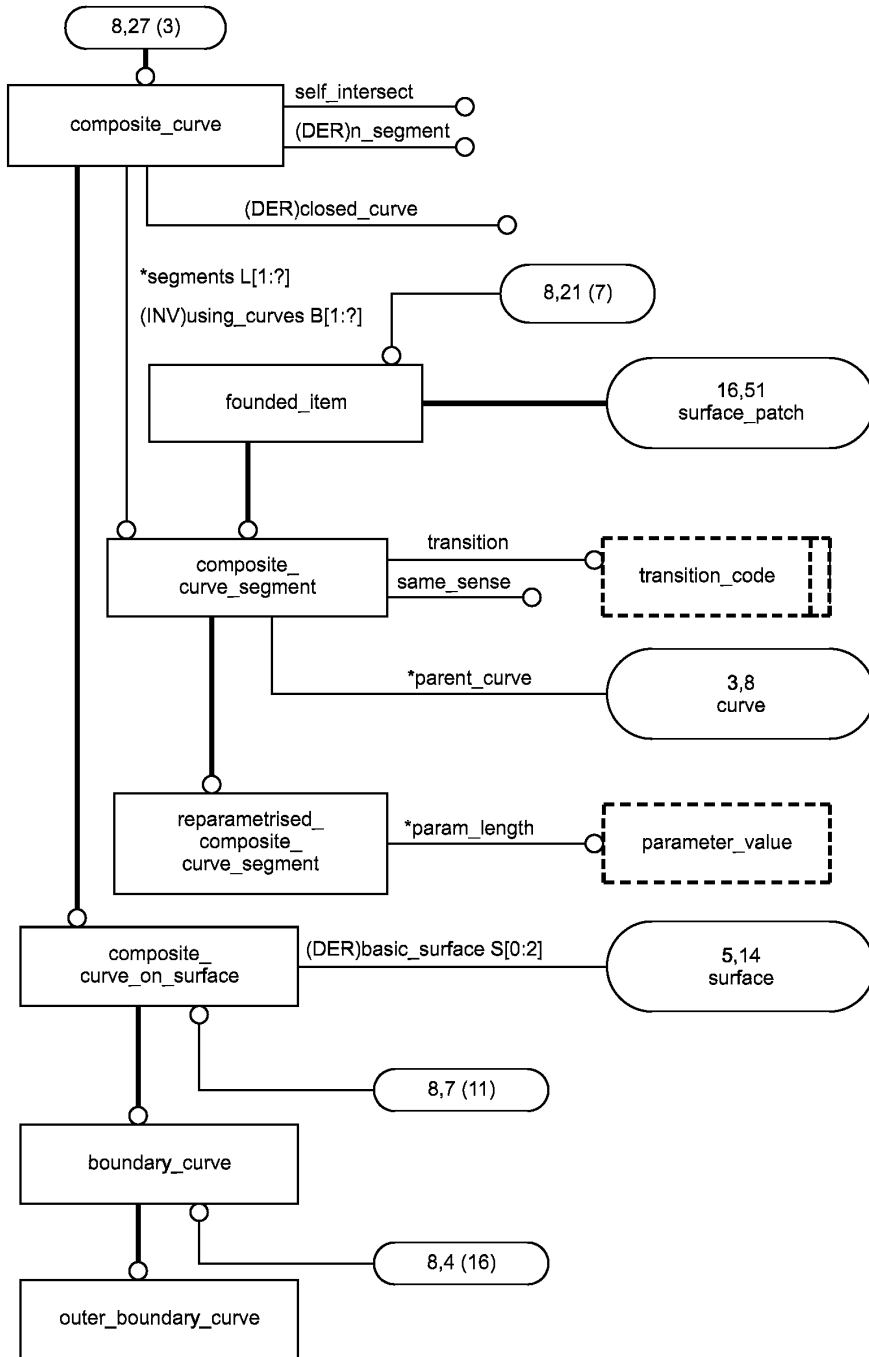 8,27 (3)
self_intersect
composite_curve
(DER)n_segment
(DER)closed_curve
*segments L[1:?]
8,21 (7)
(INV)using_curves B[1:?]
founded_item
16,51
surface_patch
transition
composite_
curve_segment
transition_code
same_sense
*parent_curve
3,8
curve
reparametrised_
composite_
curve_segment
*param_length
parameter_value
composite_
curve_on_surface
(DER)basic_surface S[0:2]
5,14
surface
8,7 (11)
boundary_curve
8,4 (16)
outer_boundary_curve